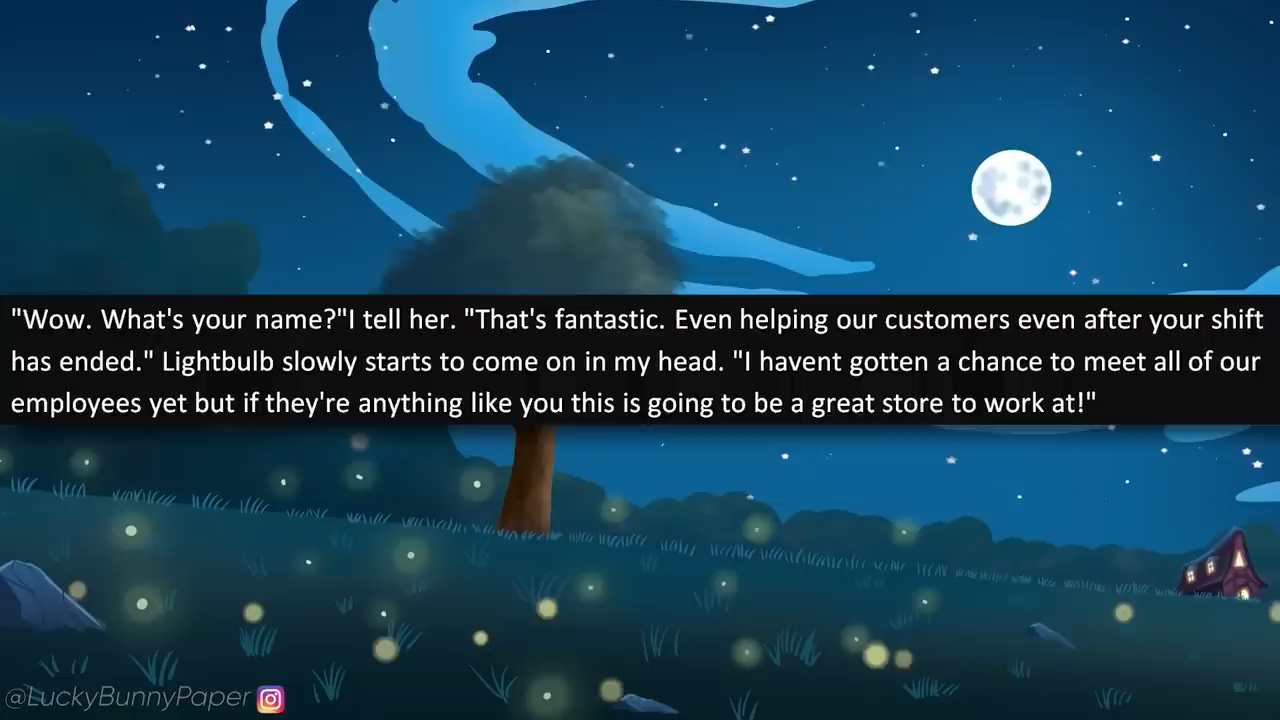 "Wow. What's your name?"I tell her. "That's fantastic. Even helping our customers even after your shift
has ended." Lightbulb slowly starts to come on in my head. "I havent gotten a chance to meet all of our
employees yet but if they're anything like you this is going to be a great store to work at!"
@LuckyBunnyPaper